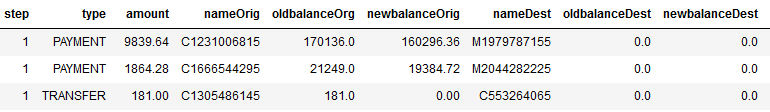 step type amount nameOrig oldbalanceOrg newbalanceOrig nameDest oldbalanceDest newbalanceDest
1 PAYMENT 9839.64 C1231006815 170136.0 160296.36 M1979787155 0.0 0.0
1 PAYMENT 1864.28 C1666544295 21249.0 19384.72 M2044282225 0.0 0.0
1 TRANSFER 181.00 C1305486145 181.0 0.00 C553264065 0.0 0.0